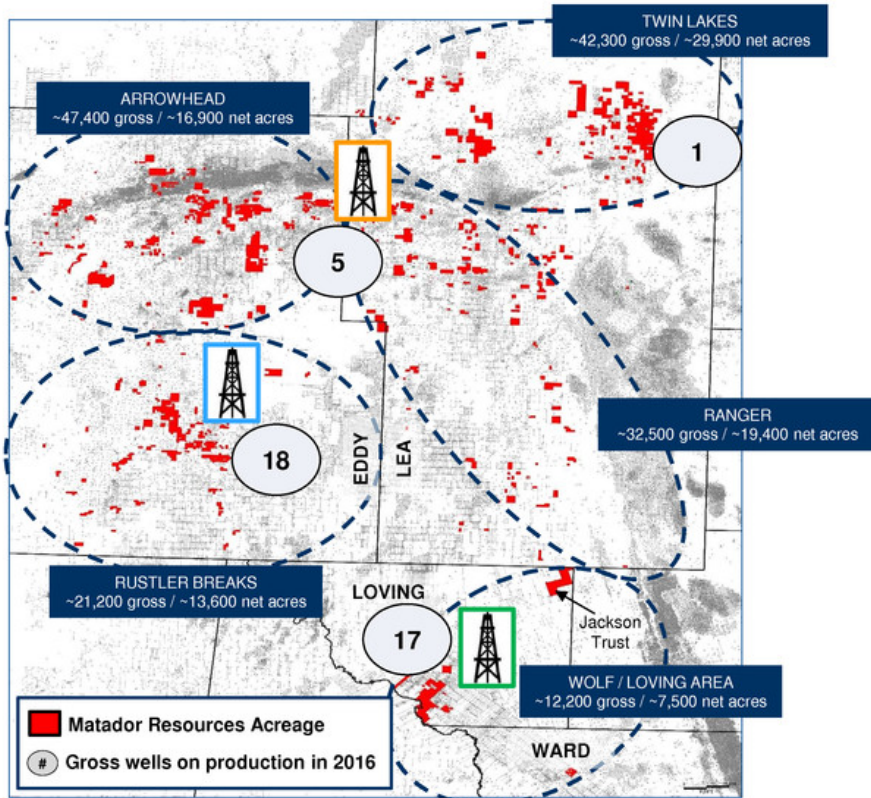 TWIN LAKES
~42,300 gross / ~29,900 net acres
ARROWHEAD
~47,400 gross / ~16,900 net acres
1
5
RANGER
~32,500 gross / ~19,400 net acres
18
EDDY
LEA
RUSTLER BREAKS
~21,200 gross / ~13,600 net acres
LOVING
Jackson
Trust
17
WOLF / LOVING AREA
~12,200 gross / ~7,500 net acres
Matador Resources Acreage
# Gross wells on production in 2016
WARD